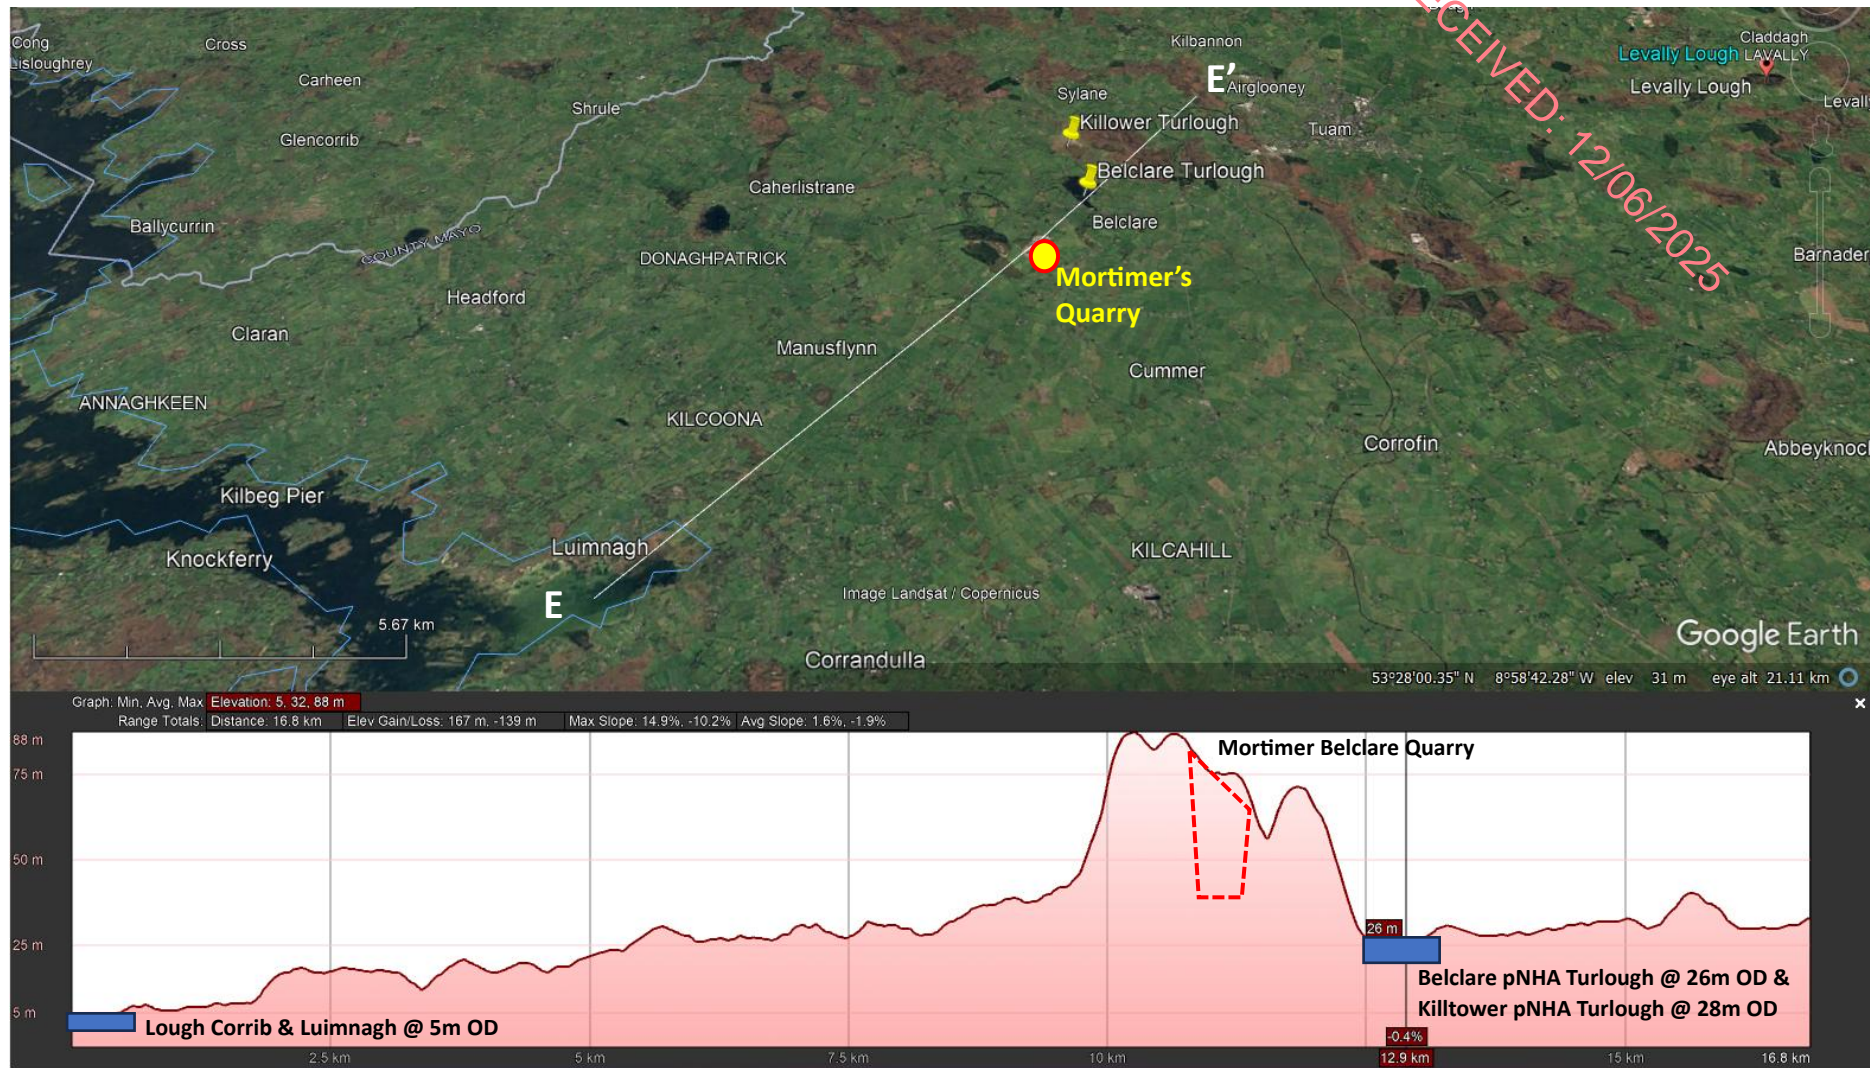 Cong
Lisloughrey
Cross
Carheen
Glencorrib
Shrule
Kilbannon
E'
Airglooney
Sylane
Killower Turlough
Tuam
Belclare Turlough
Claddagh
Levally Lough
LAVALLY
Levally Lough
Levall
RECEIVED: 12/06/2025
Ballycurrin
COUNTY MAYO
Caherlistrane
Belclare
DONAGHPATRICK
Barnader
Headford
Mortimer's
Quarry
Claran
Manusflynn
Cummer
ANNAGHKEEN
KILCOONA
Corrofin
Abbeyknock
Kilbeg Pier
Knockferry
Luimnagh
KILCAHILL
E
Image Landsat / Copernicus
5.67 km
Corrandulla
Google Earth
53°28'00.35" N 8°58'42.28" W elev 31 m eye alt 21.11 km
Graph: Min, Avg, Max Elevation: 5, 32, 88 m
Range Totals: Distance: 16.8 km Elev Gain/Loss: 167 m, -139 m Max Slope: 14.9%, -10.2% Avg Slope: 1.6%, -1.9%
88 m
Mortimer Belclare Quarry
75 m
50 m
26 m
25 m
Belclare pNHA Turlough @ 26m OD &
Killtower pNHA Turlough @ 28m OD
5 m
Lough Corrib & Luimnagh @ 5m OD
-0.4%
2.5 km
5 km
7.5 km
10 km
12.9 km
15 km
16.8 km